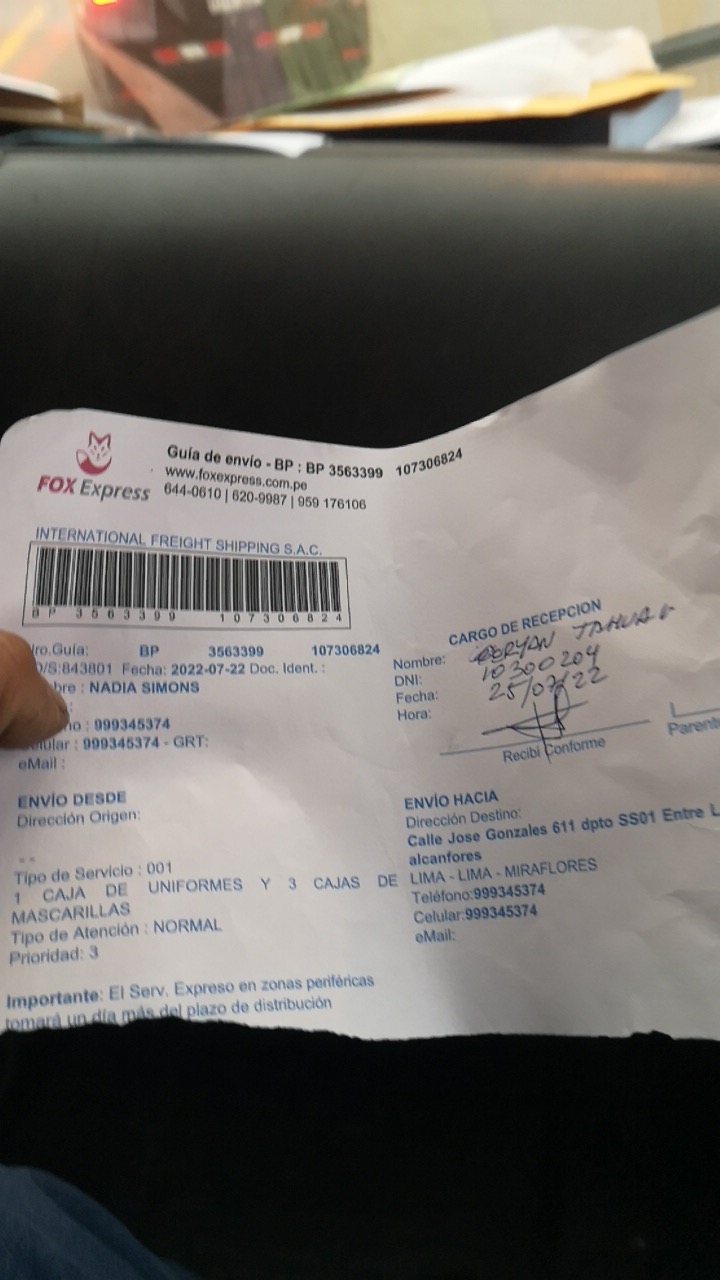 FOX Express
Guía de envío - BP : BP 3563399 107306824
www.foxexpress.com.pe
644-0610 | 620-9987 | 959 176106
INTERNATIONAL FREIGHT SHIPPING S.A.C.
BP 3563399 107306824
ro.Guía: BP 3563399 107306824
/S:843801 Fecha: 2022-07-22 Doc. Ident. :
bre : NADIA SIMONS
:
no : 999345374
elular : 999345374 - GRT:
eMail :
CARGO DE RECEPCION
Nombre:
DNI: 10300204
Fecha: 25/07/22
Hora:
Recibí Conforme
Parent
ENVÍO DESDE
Dirección Origen:
--
Tipo de Servicio : 001
1 CAJA DE UNIFORMES Y 3 CAJAS DE
MASCARILLAS
Tipo de Atención : NORMAL
Prioridad: 3
ENVÍO HACIA
Dirección Destino:
Calle Jose Gonzales 611 dpto SS01 Entre L
alcanfores
LIMA - LIMA - MIRAFLORES
Teléfono:999345374
Celular:999345374
eMail:
Importante: El Serv. Expreso en zonas periféricas
tomará un día más del plazo de distribución